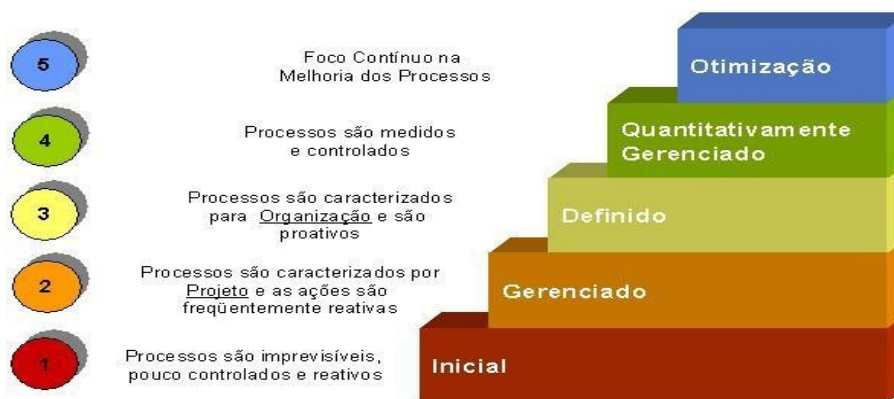 5
Foco Contínuo na
Melhoria dos Processos
Otimização
4
Processos são medidos
e controlados
Quantitativamente
Gerenciado
3
Processos são caracterizados
para Organização e são
proativos
Definido
2
Processos são caracterizados por
Projeto e as ações são
freqüentemente reativas
Gerenciado
1
Processos são imprevisíveis,
pouco controlados e reativos
Inicial